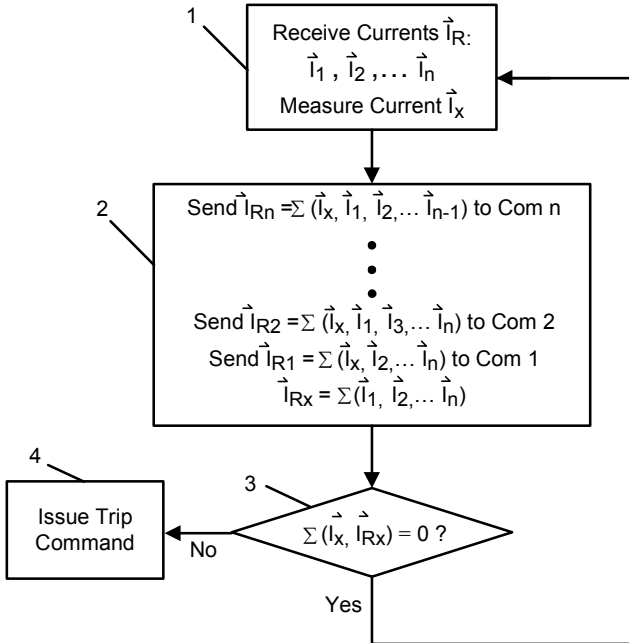 1
Receive Currents I⃗R:
I⃗1 , I⃗2 ,... I⃗n
Measure Current I⃗x
2
Send I⃗Rn =Σ (I⃗x, I⃗1, I⃗2,... I⃗n-1) to Com n
•
•
•
Send I⃗R2 = Σ (I⃗x, I⃗1, I⃗3,... I⃗n) to Com 2
Send I⃗R1 = Σ (I⃗x, I⃗2,... I⃗n) to Com 1
I⃗Rx = Σ(I⃗1, I⃗2,... I⃗n)
3
Σ (I⃗x, I⃗Rx) = 0 ?
4
Issue Trip
Command
No
Yes